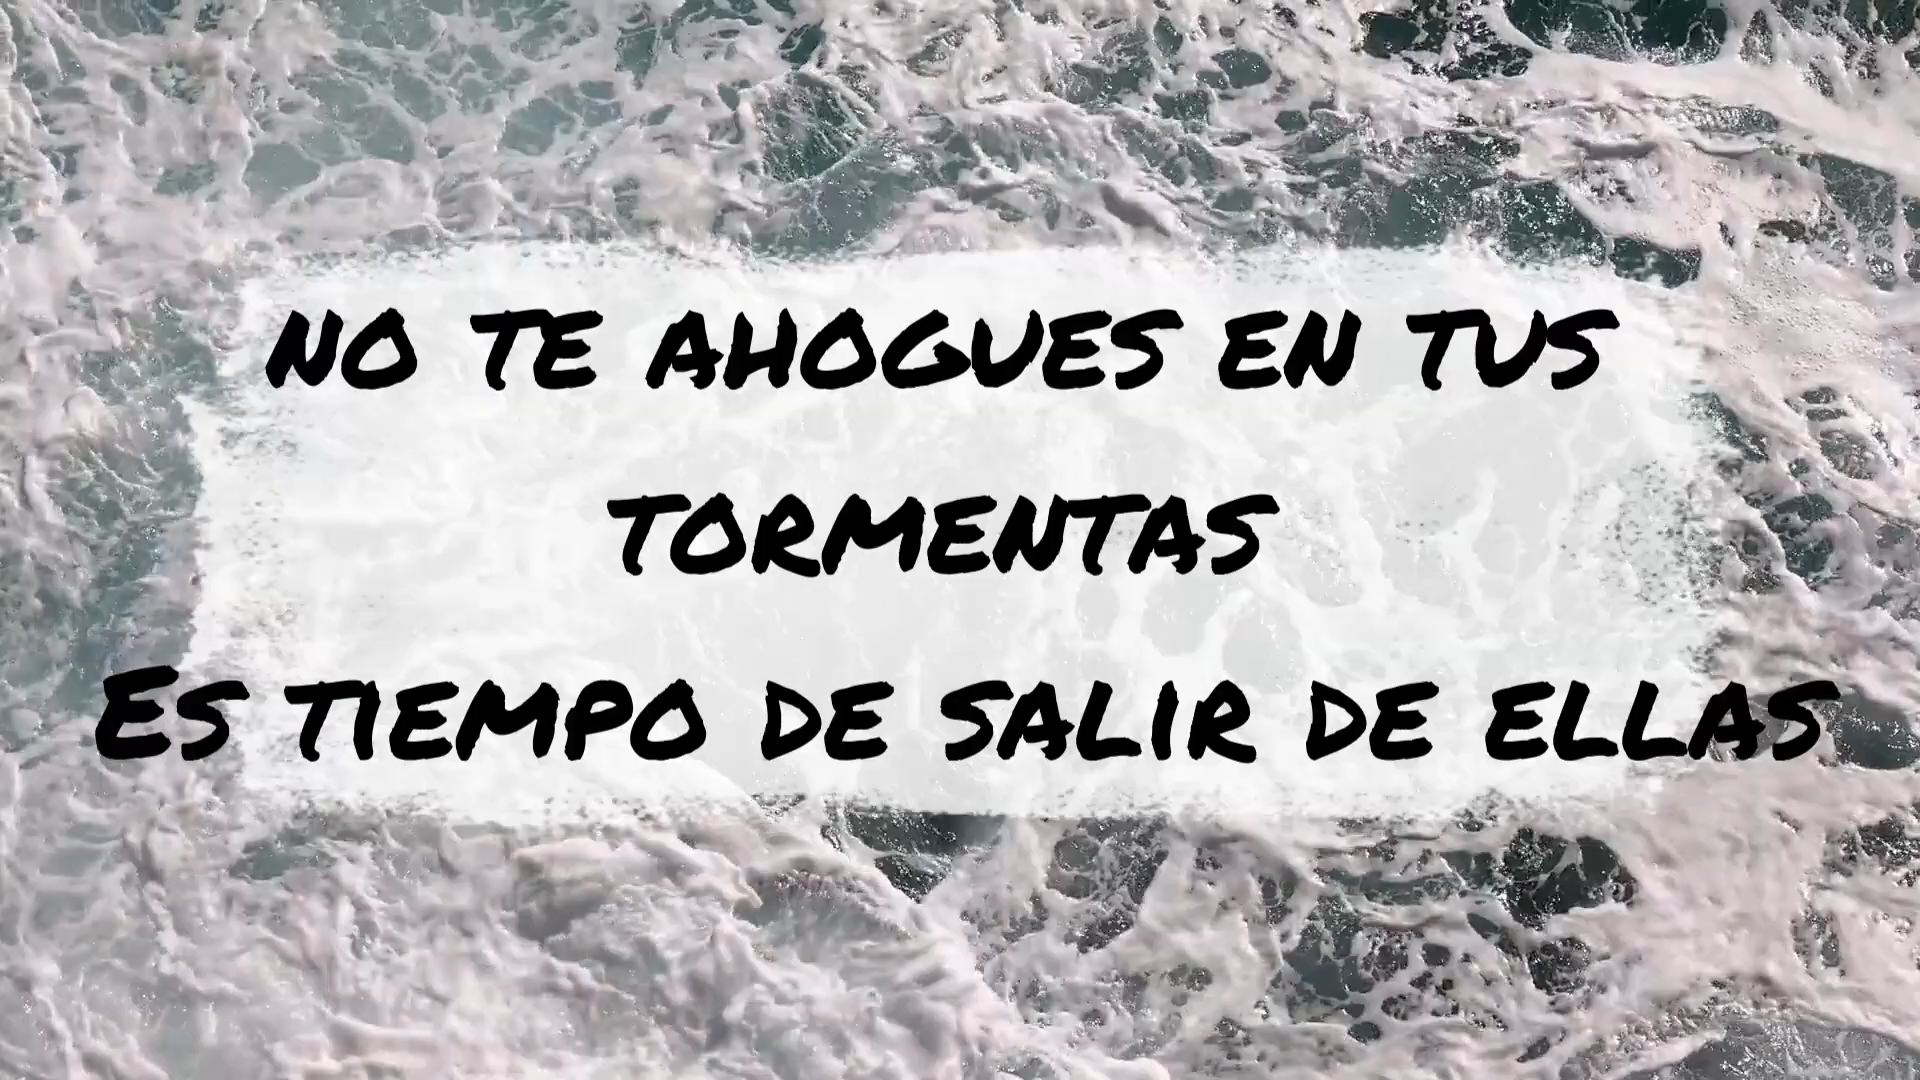 NO TE AHOGUES EN TUS
TORMENTAS
ES TIEMPO DE SALIR DE ELLAS